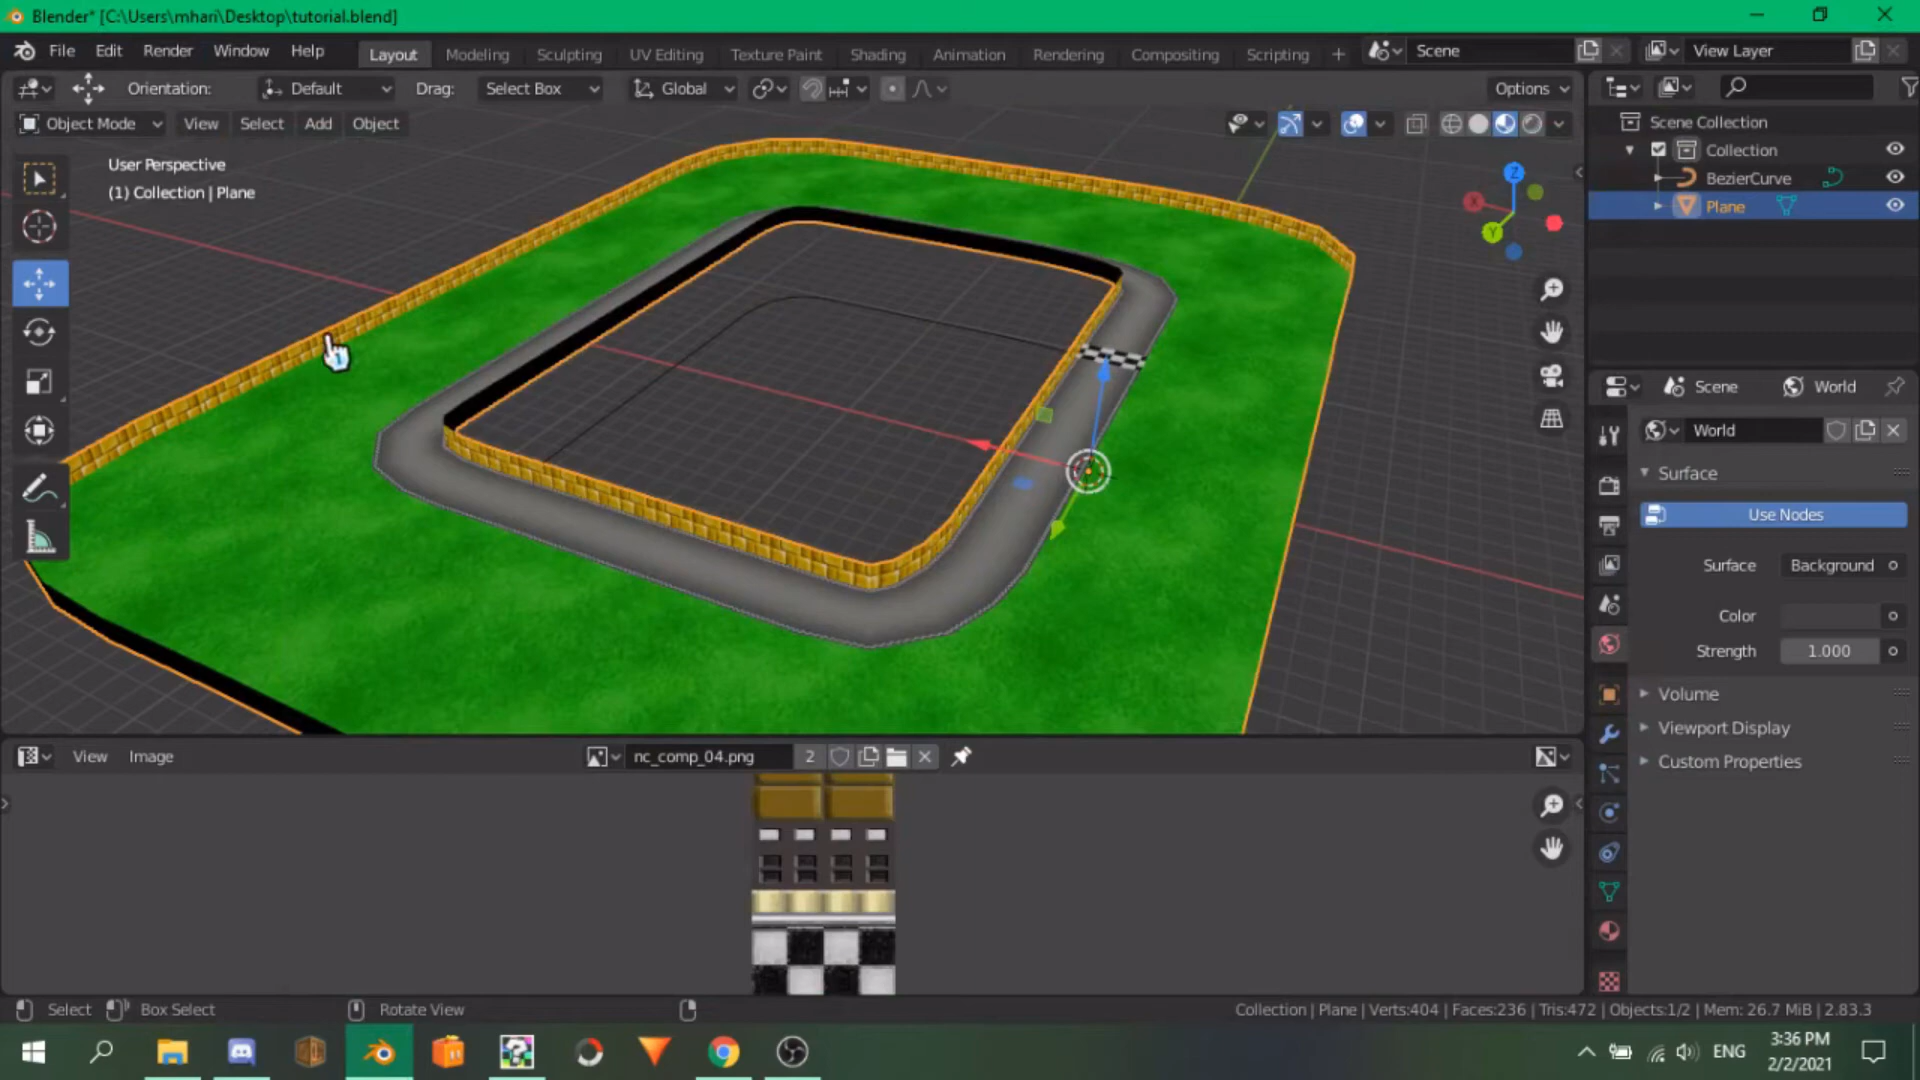 Blender* [C:\Users\mhari\Desktop\tutorial.blend]
File Edit Render Window Help
Layout Modeling Sculpting UV Editing Texture Paint Shading Animation Rendering Compositing Scripting +
Scene
View Layer
Orientation: Default Drag: Select Box Global Options
Object Mode View Select Add Object
User Perspective
(1) Collection | Plane
Z
X
Y
Scene Collection
Collection
BezierCurve
Plane
Scene World
World
Surface
Use Nodes
Surface Background
Color
Strength 1.000
Volume
Viewport Display
Custom Properties
View Image nc_comp_04.png 2
Select Box Select Rotate View
Collection | Plane | Verts:404 | Faces:236 | Tris:472 | Objects:1/2 | Mem: 26.7 MiB | 2.83.3
ENG
3:36 PM
2/2/2021